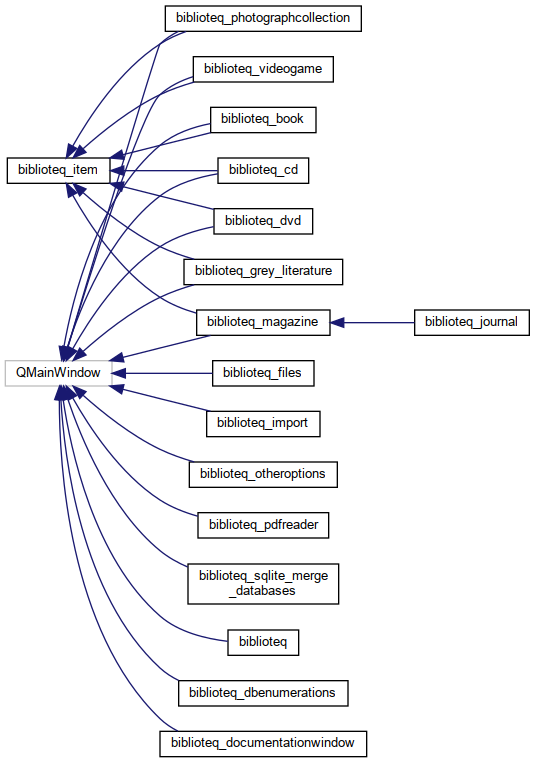 biblioteq_photographcollection
biblioteq_videogame
biblioteq_book
biblioteq_item
biblioteq_cd
biblioteq_dvd
biblioteq_grey_literature
biblioteq_magazine
biblioteq_journal
QMainWindow
biblioteq_files
biblioteq_import
biblioteq_otheroptions
biblioteq_pdfreader
biblioteq_sqlite_merge
_databases
biblioteq
biblioteq_dbenumerations
biblioteq_documentationwindow